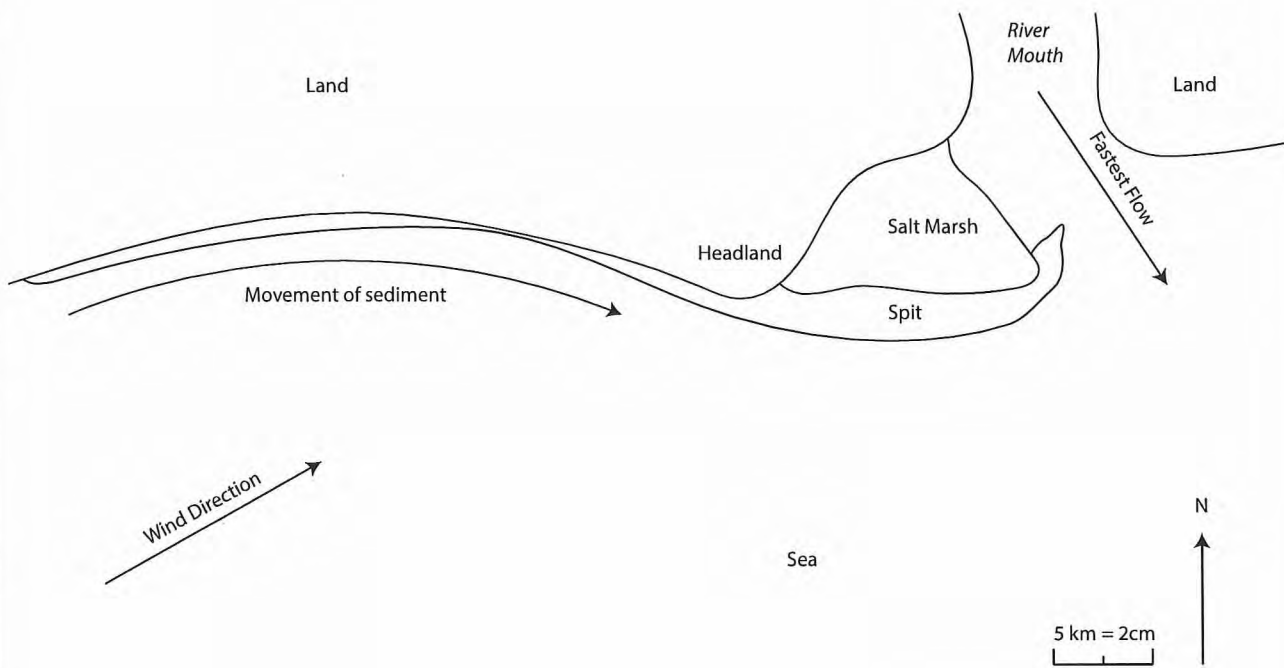 River
Mouth
Land
Land
Fastest Flow
Salt Marsh
Headland
Movement of sediment
Spit
Wind Direction
N
Sea
5 km = 2cm